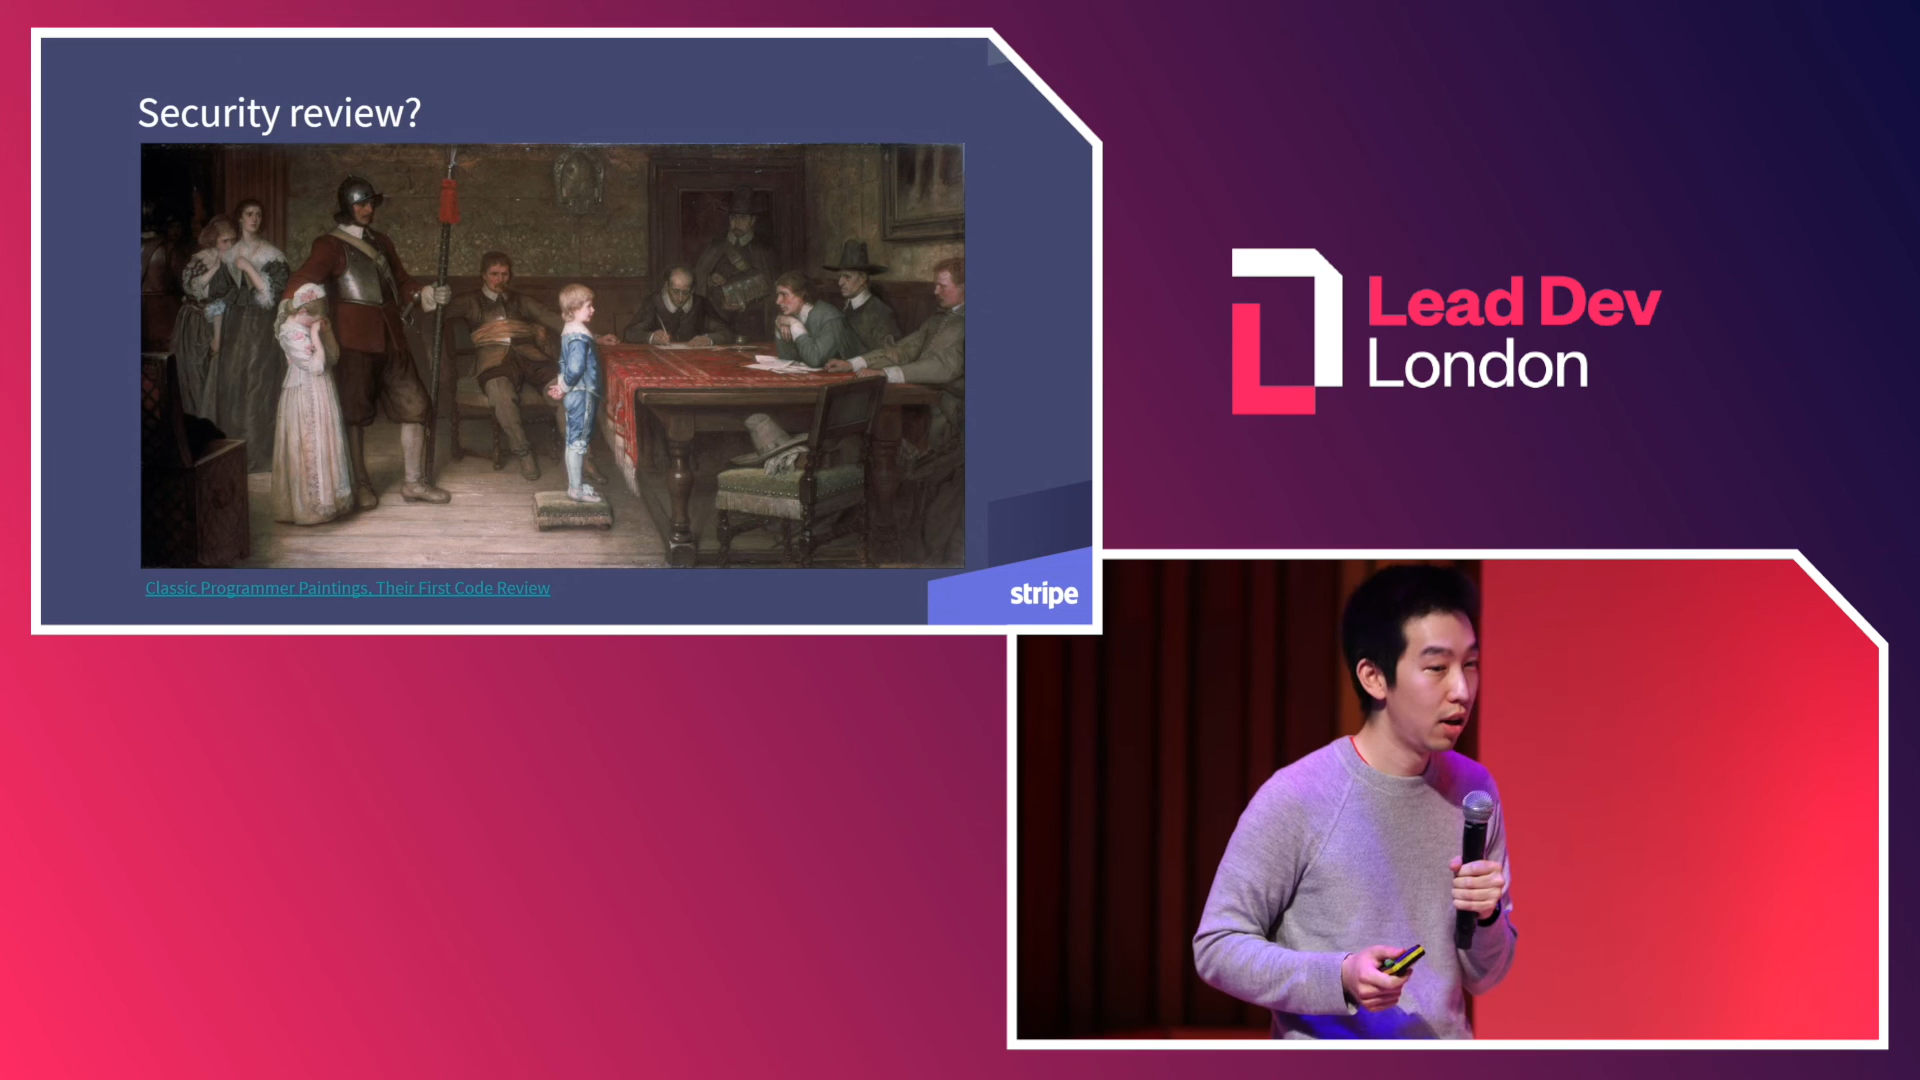 Security review?
Classic Programmer Paintings. Their First Code Review
stripe
Lead Dev
London